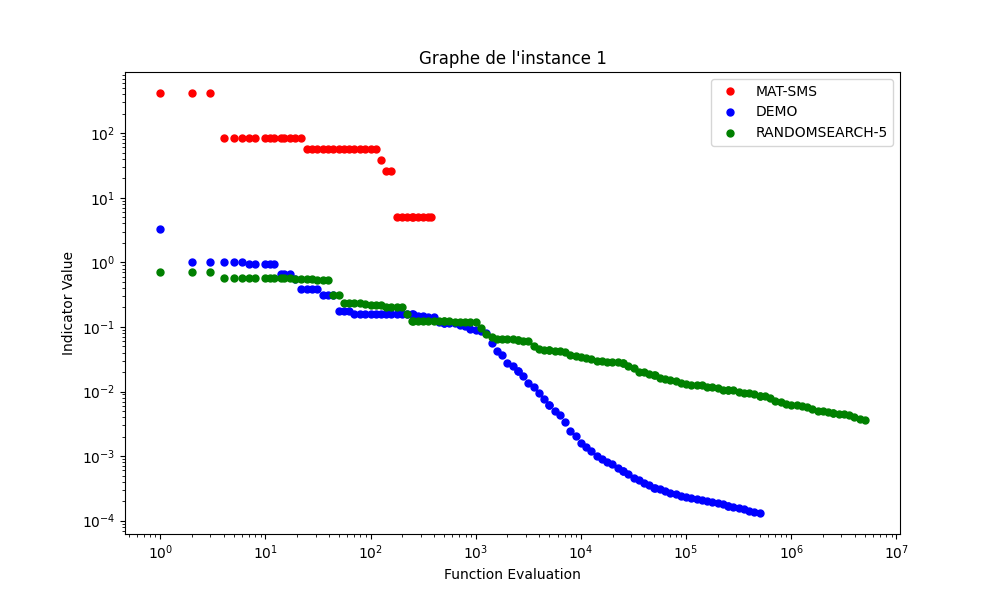 Graphe de l'instance 1
MAT-SMS
DEMO
RANDOMSEARCH-5
Indicator Value
10²
10¹
10⁰
10⁻¹
10⁻²
10⁻³
10⁻⁴
10⁰ 10¹ 10² 10³ 10⁴ 10⁵ 10⁶ 10⁷
Function Evaluation